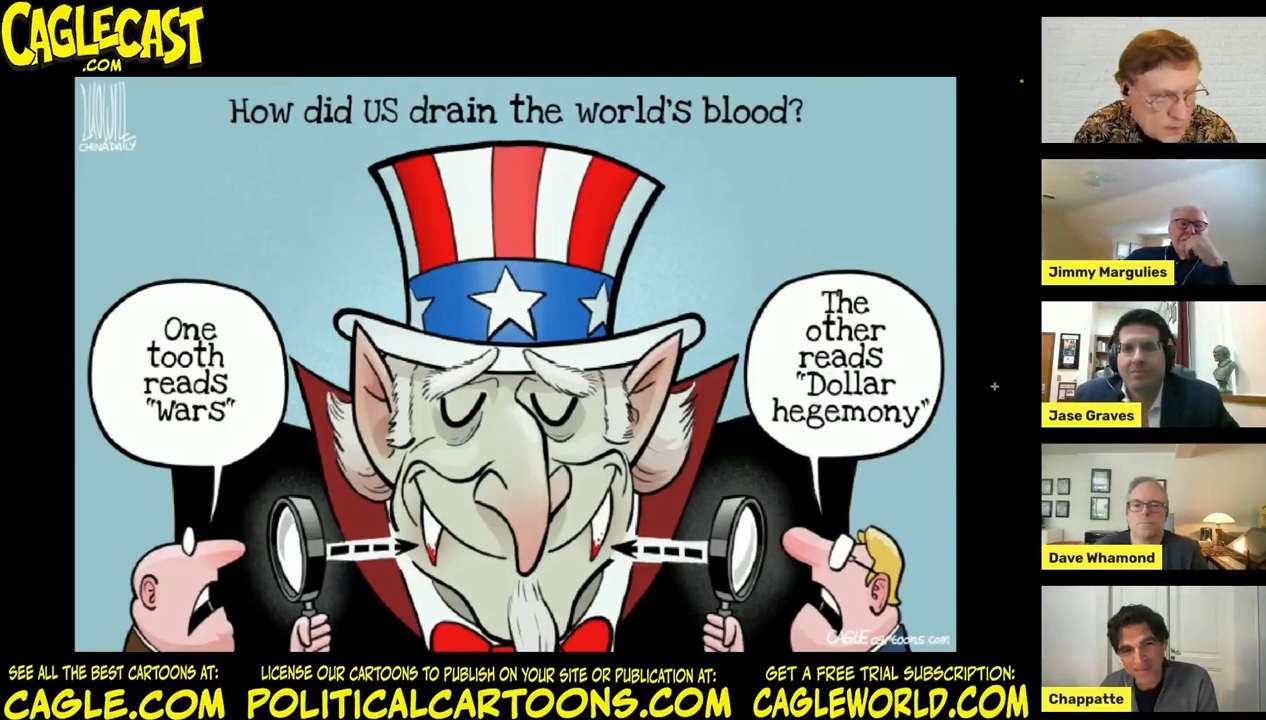 CAGLECAST
.COM
How did US drain the world's blood?
CHINA DAILY
One
tooth
reads
"Wars"
The
other
reads
"Dollar
hegemony"
CAGLEcartoons.com
Jimmy Margulies
Jase Graves
Dave Whamond
Chappatte
SEE ALL THE BEST CARTOONS AT:
CAGLE.COM
LICENSE OUR CARTOONS TO PUBLISH ON YOUR SITE OR PUBLICATION AT:
POLITICALCARTOONS.COM
GET A FREE TRIAL SUBSCRIPTION:
CAGLEWORLD.COM